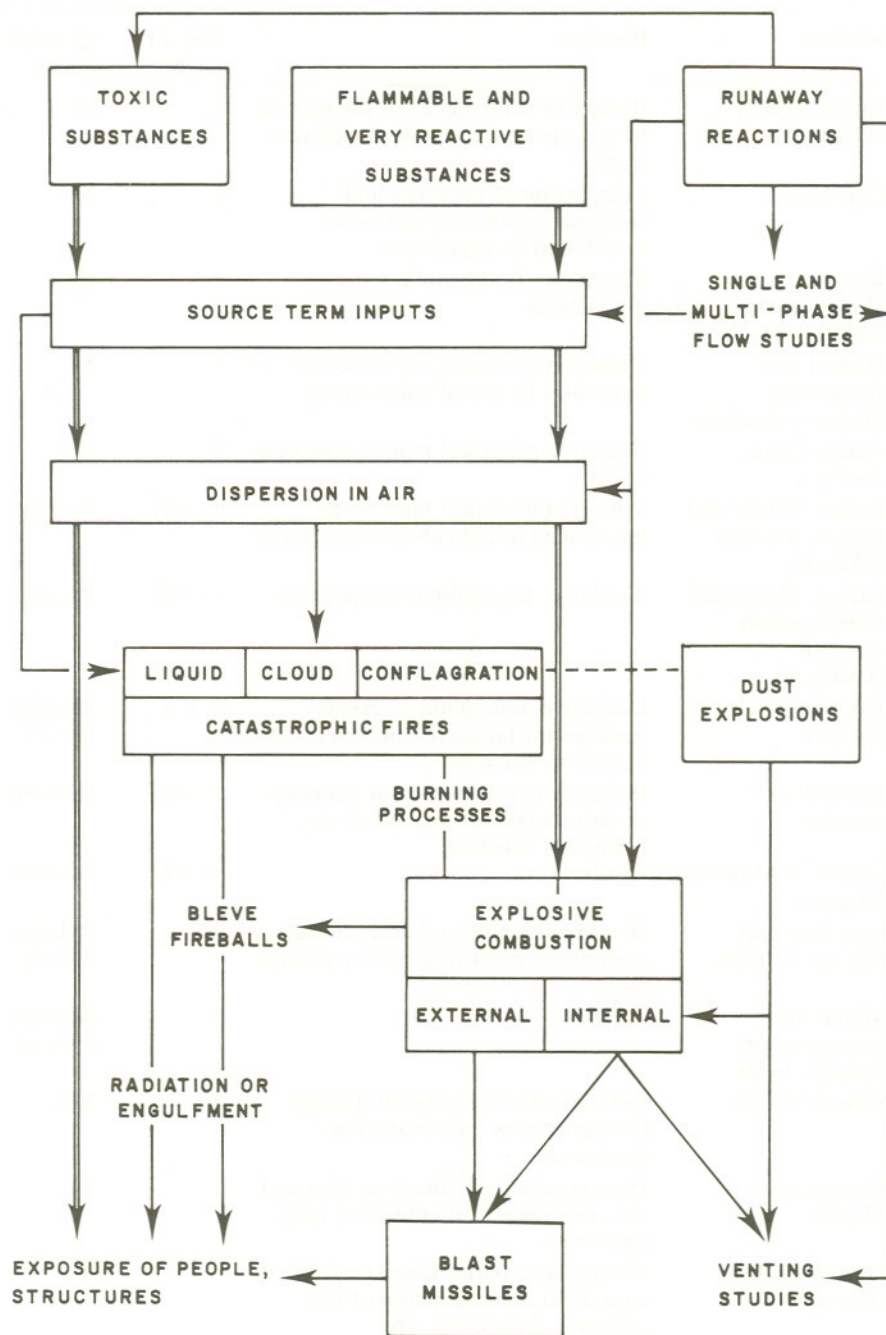 TOXIC
SUBSTANCES
FLAMMABLE AND
VERY REACTIVE
SUBSTANCES
RUNAWAY
REACTIONS
SOURCE TERM INPUTS
SINGLE AND
MULTI-PHASE
FLOW STUDIES
DISPERSION IN AIR
LIQUID
CLOUD
CONFLAGRATION
CATASTROPHIC FIRES
DUST
EXPLOSIONS
BURNING
PROCESSES
BLEVE
FIREBALLS
EXPLOSIVE
COMBUSTION
EXTERNAL
INTERNAL
RADIATION OR
ENGULFMENT
EXPOSURE OF PEOPLE,
STRUCTURES
BLAST
MISSILES
VENTING
STUDIES